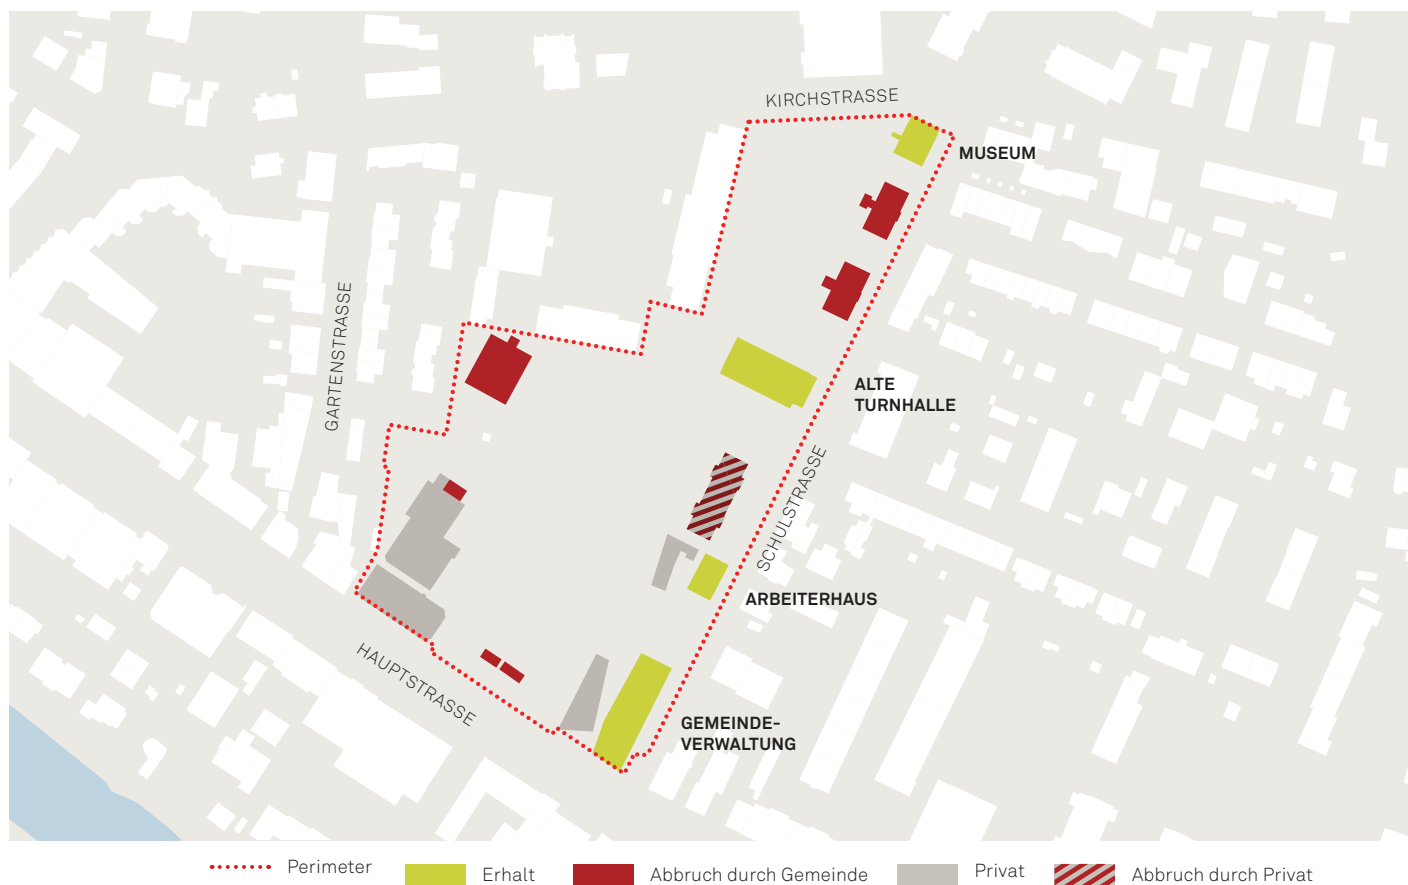 KIRCHSTRASSE
MUSEUM
GARTENSTRASSE
ALTE
TURNHALLE
SCHULSTRASSE
ARBEITERHAUS
HAUPTSTRASSE
GEMEINDE-
VERWALTUNG
Perimeter
Erhalt
Abbruch durch Gemeinde
Privat
Abbruch durch Privat